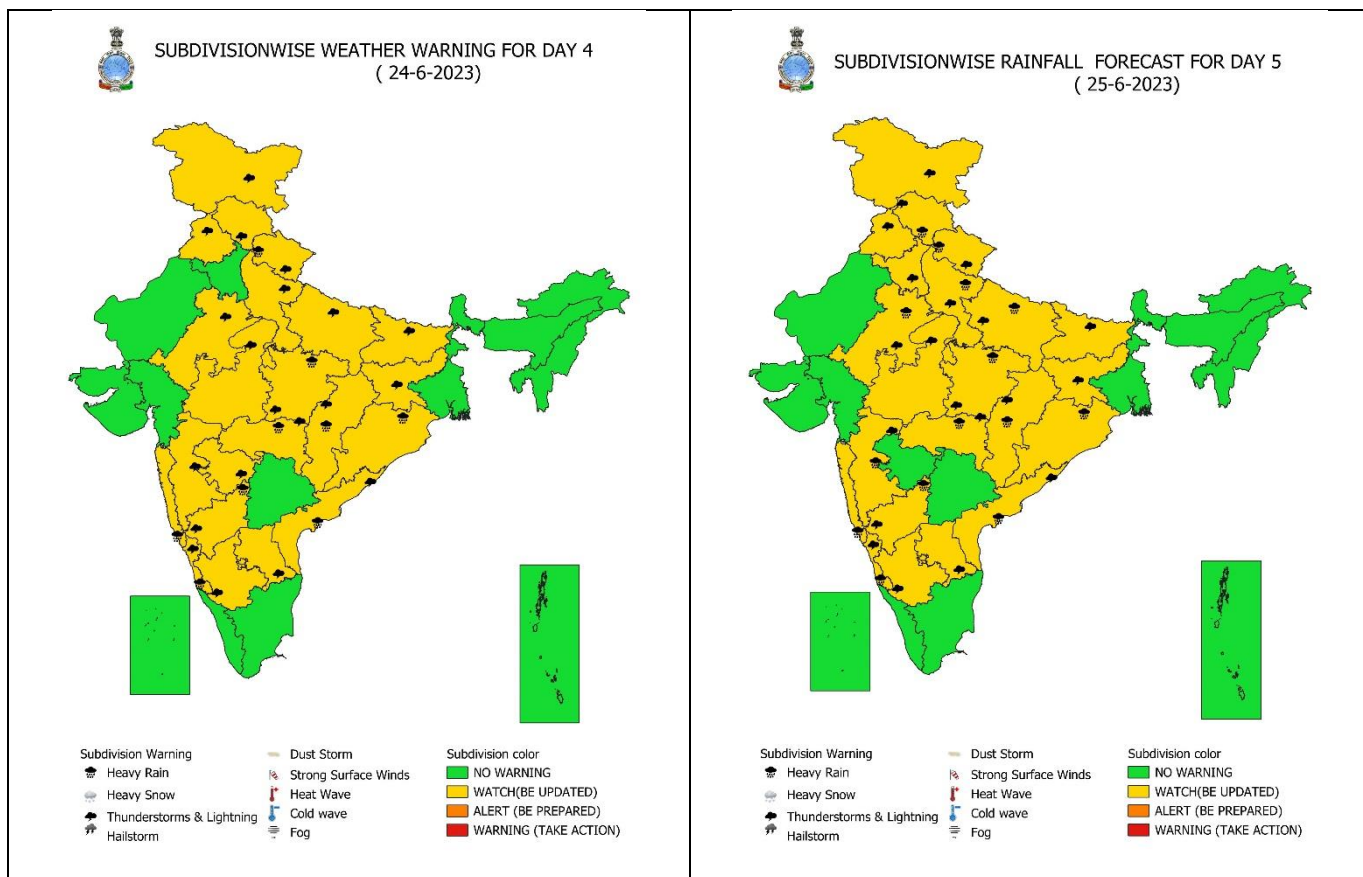 SUBDIVISIONWISE WEATHER WARNING FOR DAY 4
( 24-6-2023)
Subdivision Warning
Heavy Rain
Heavy Snow
Thunderstorms & Lightning
Hailstorm
Dust Storm
Strong Surface Winds
Heat Wave
Cold wave
Fog
Subdivision color
NO WARNING
WATCH(BE UPDATED)
ALERT (BE PREPARED)
WARNING (TAKE ACTION)
SUBDIVISIONWISE RAINFALL FORECAST FOR DAY 5
( 25-6-2023)
Subdivision Warning
Heavy Rain
Heavy Snow
Thunderstorms & Lightning
Hailstorm
Dust Storm
Strong Surface Winds
Heat Wave
Cold wave
Fog
Subdivision color
NO WARNING
WATCH(BE UPDATED)
ALERT (BE PREPARED)
WARNING (TAKE ACTION)